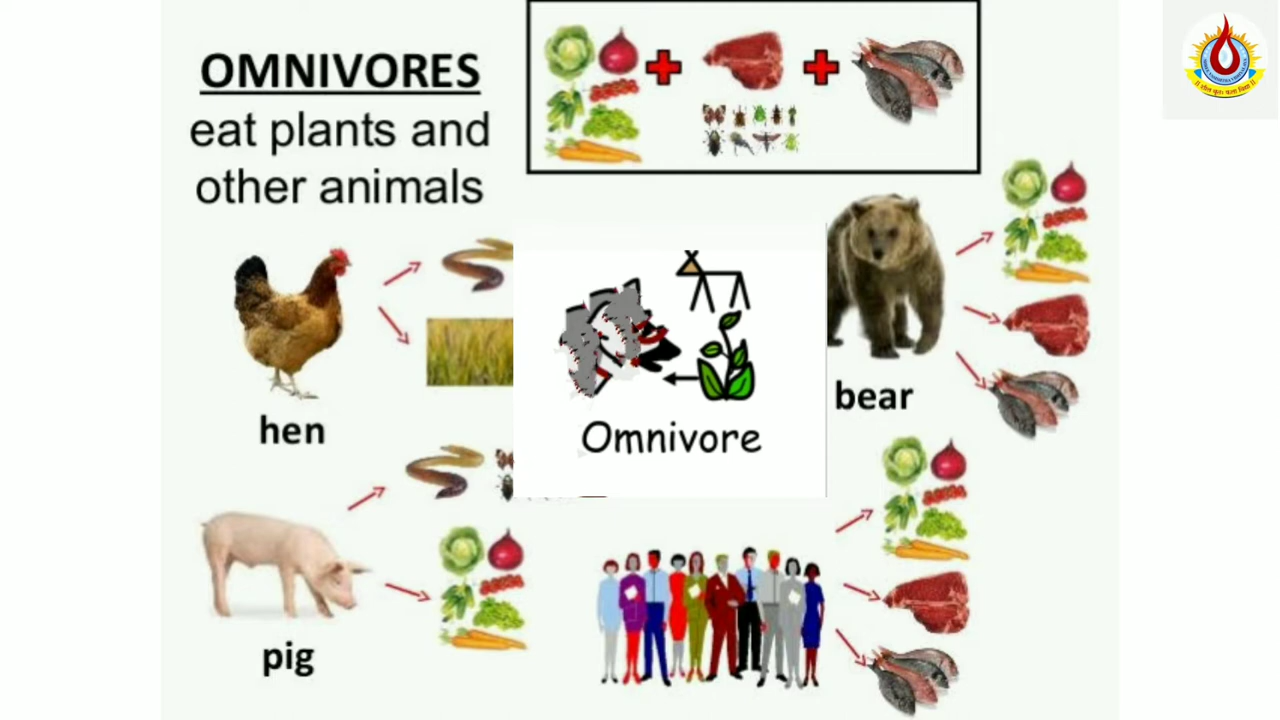 OMNIVORES
eat plants and
other animals
hen
bear
Omnivore
pig